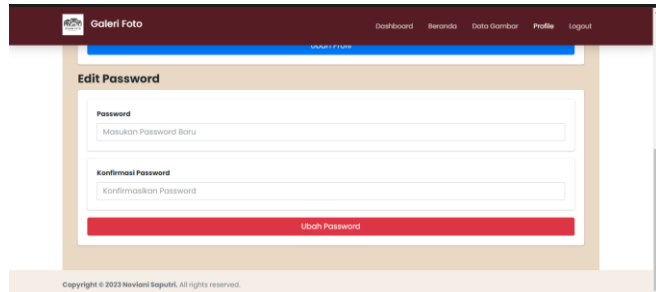 Galeri Foto
Dashboard Beranda Data Gambar Profile Logout
Ubah Profil
Edit Password
Password
Masukan Password Baru
Konfirmasi Password
Konfirmasikan Password
Ubah Password
Copyright © 2023 Noviani Saputri. All rights reserved.